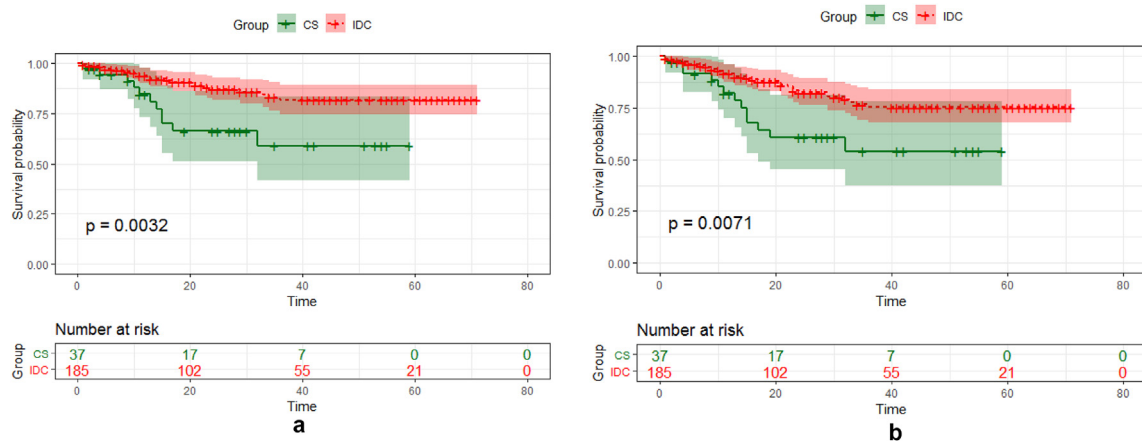 Group CS IDC
Survival probability
1.00
0.75
0.50
0.25
0.00
p = 0.0032
0 20 40 60 80
Time
Number at risk
Group
CS 37 17 7 0 0
IDC 185 102 55 21 0
0 20 40 60 80
Time
a
Group CS IDC
Survival probability
1.00
0.75
0.50
0.25
0.00
p = 0.0071
0 20 40 60 80
Time
Number at risk
Group
CS 37 17 7 0 0
IDC 185 102 55 21 0
0 20 40 60 80
Time
b